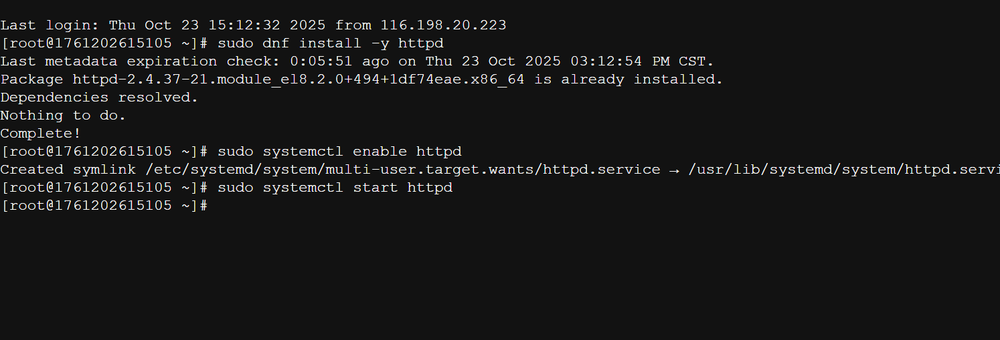 Last login: Thu Oct 23 15:12:32 2025 from 116.198.20.223
[root@1761202615105 ~]# sudo dnf install -y httpd
Last metadata expiration check: 0:05:51 ago on Thu 23 Oct 2025 03:12:54 PM CST.
Package httpd-2.4.37-21.module_el8.2.0+494+1df74eae.x86_64 is already installed.
Dependencies resolved.
Nothing to do.
Complete!
[root@1761202615105 ~]# sudo systemctl enable httpd
Created symlink /etc/systemd/system/multi-user.target.wants/httpd.service → /usr/lib/systemd/system/httpd.servi
[root@1761202615105 ~]# sudo systemctl start httpd
[root@1761202615105 ~]#